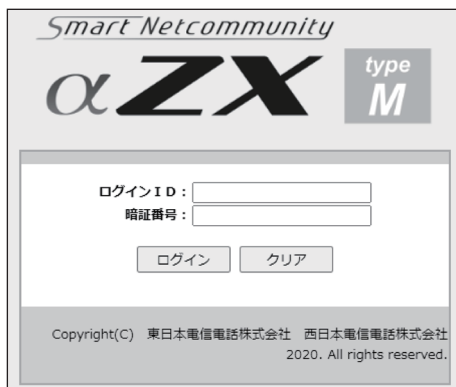 Smart Netcommunity
αZX type M
ログインＩＤ：
暗証番号：
ログイン クリア
Copyright(C) 東日本電信電話株式会社 西日本電信電話株式会社
2020. All rights reserved.